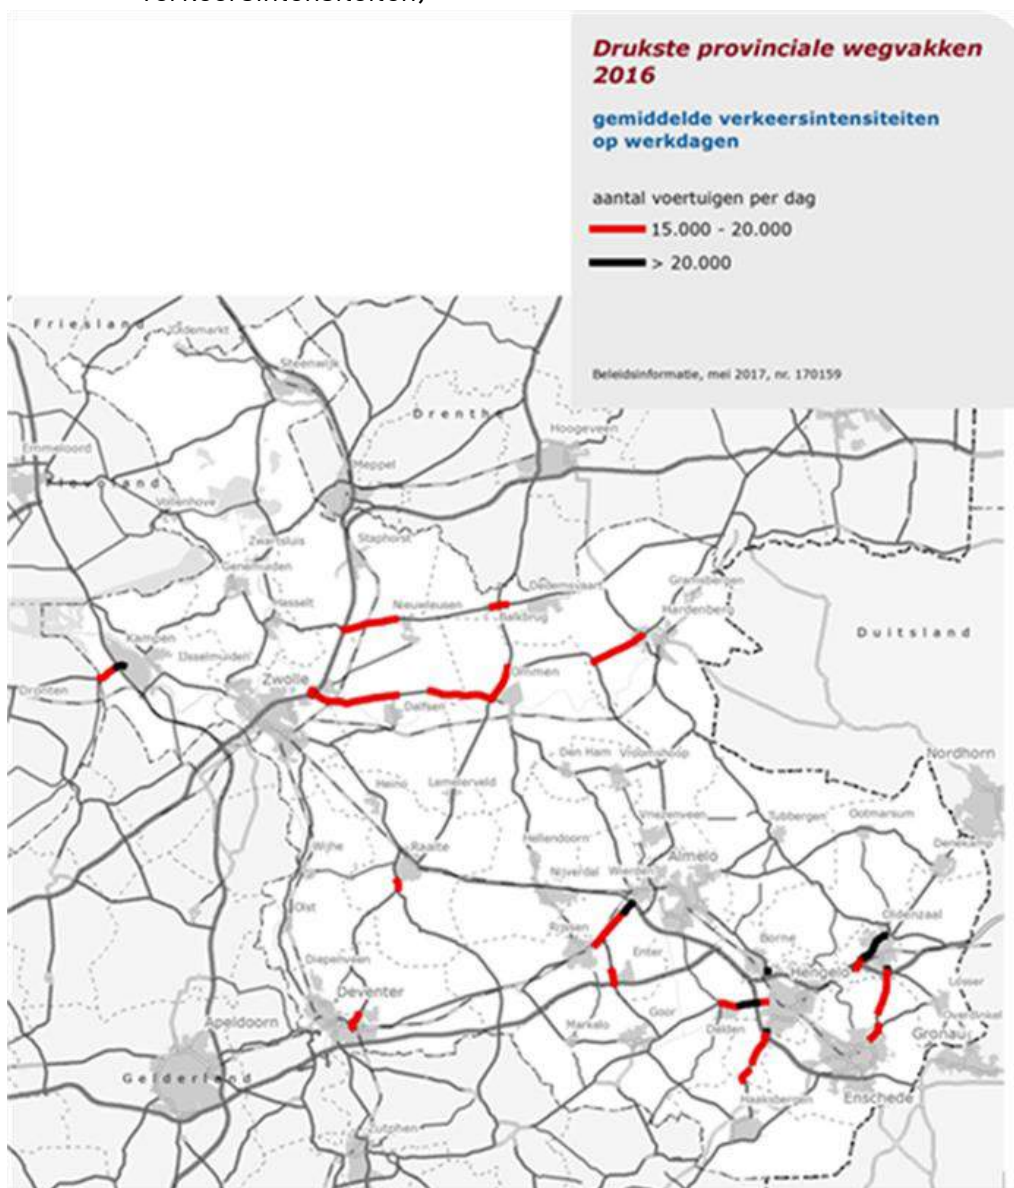 Drukste provinciale wegvakken
2016
gemiddelde verkeersintensiteiten
op werkdagen
aantal voertuigen per dag
15.000 - 20.000
> 20.000
Beleidsinformatie, mei 2017, nr. 170159
Friesland
Oldemarkt
Steenwijk
Drenthe
Hoogeveen
Emmeloord
Meppel
Flevoland
Vollenhove
Zwartsluis
Staphorst
Genemuiden
Dedemsvaart
Gramsbergen
Hasselt
Nieuwleusen
Balkbrug
Hardenberg
Duitsland
Kampen
IJsselmuiden
Zwolle
Ommen
Dronten
Dalfsen
Den Ham
Vroomshoop
Nordhorn
Heino
Lemelerveld
Vriezenveen
Tubbergen
Ootmarsum
Hellendoorn
Denekamp
Wijhe
Raalte
Almelo
Nijverdal
Wierden
Olst
Oldenzaal
Rijssen
Borne
Enter
Diepenveen
Hengelo
Losser
Deventer
Goor
Overdinkel
Apeldoorn
Markelo
Delden
Gronau
Gelderland
Haaksbergen
Enschede
Zutphen